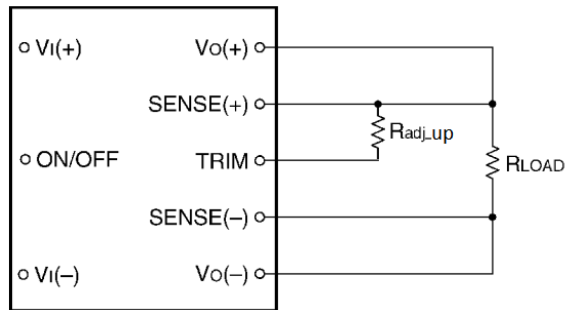 VI(+)
VO(+)
SENSE(+)
Radj_up
ON/OFF
TRIM
RLOAD
SENSE(–)
VI(–)
VO(–)